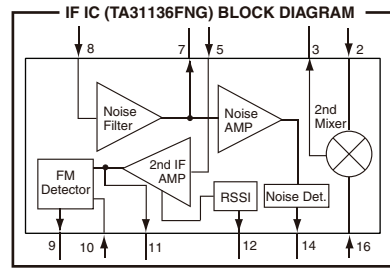 IF IC (TA31136FNG) BLOCK DIAGRAM
8
7
5
3
2
Noise
Filter
Noise
AMP
2nd
Mixer
FM
Detector
2nd IF
AMP
RSSI
Noise Det.
9
10
11
12
14
16